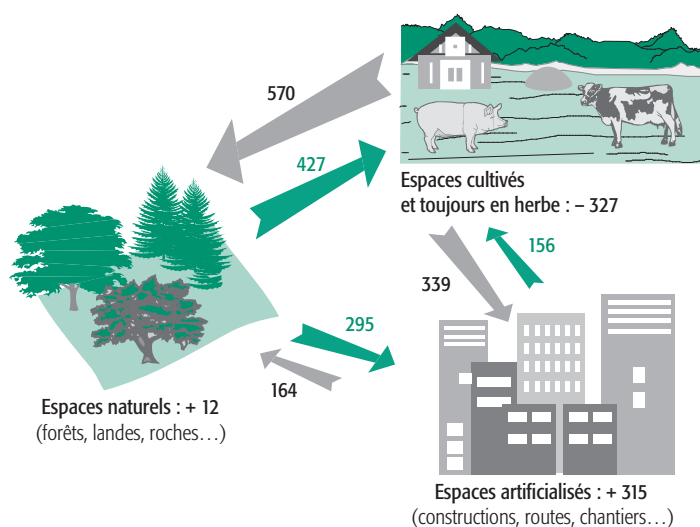 570
427
Espaces cultivés
et toujours en herbe : – 327
156
339
295
164
Espaces naturels : + 12
(forêts, landes, roches…)
Espaces artificialisés : + 315
(constructions, routes, chantiers…)